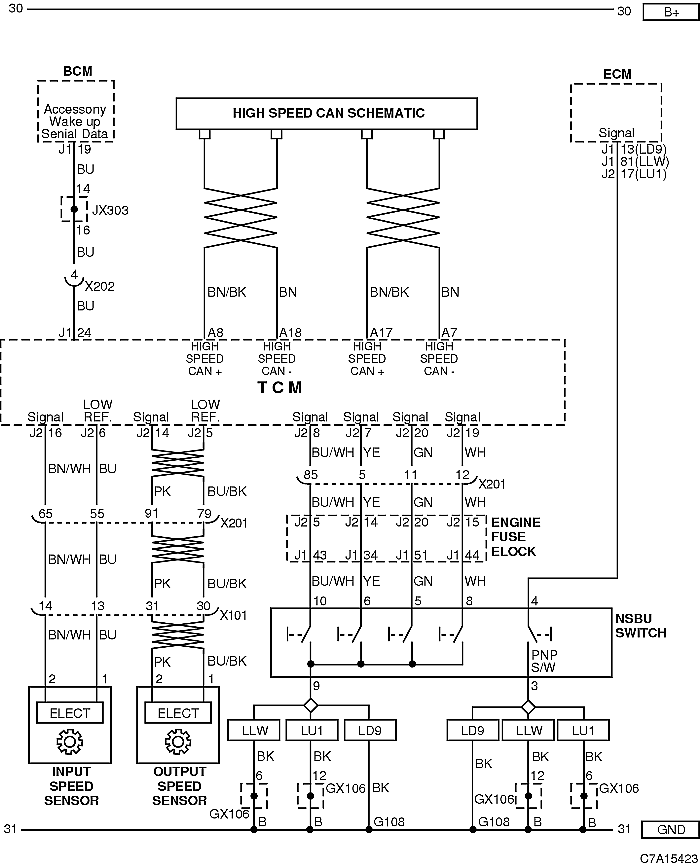 30
30
B+
BCM
ECM
Accessony
Wake up
Senial Data
HIGH SPEED CAN SCHEMATIC
Signal
J1 19
J1 13(LD9)
J1 81(LLW)
J2 17(LU1)
BU
14
JX303
16
BU
4
X202
BU
BN/BK
BN
BN/BK
BN
J1 24
A8
A18
A17
A7
HIGH
SPEED
CAN +
HIGH
SPEED
CAN -
HIGH
SPEED
CAN +
HIGH
SPEED
CAN -
TCM
Signal
LOW
REF.
Signal
LOW
REF.
Signal
Signal
Signal
Signal
J2 16
J2 6
J2 14
J2 5
J2 8
J2 7
J2 20
J2 19
BU/WH
YE
GN
WH
BN/WH
BU
85
5
11
12
X201
PK
BU/BK
BU/WH
YE
GN
WH
65
55
91
79
X201
J2 5
J2 14
J2 20
J2 15
ENGINE
FUSE
ELOCK
J1 43
J1 34
J1 51
J1 44
BN/WH
BU
PK
BU/BK
BU/WH
YE
GN
WH
14
13
31
30
X101
10
6
5
8
4
NSBU
SWITCH
BN/WH
BU
PK
BU/BK
PNP
S/W
2
1
2
1
9
3
ELECT
ELECT
LLW
LU1
LD9
LD9
LLW
LU1
INPUT
SPEED
SENSOR
OUTPUT
SPEED
SENSOR
BK
BK
BK
BK
BK
BK
6
12
12
6
GX106
GX106
GX106
GX106
31
B
B
G108
G108
B
B
31
GND
C7A15423